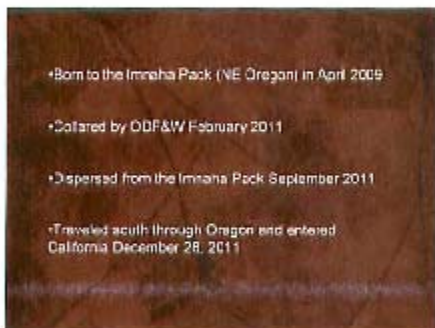 •Born to the Imnaha Pack (NE Oregon) in April 2009
•Collared by ODF&W February 2011
•Dispersed from the Imnaha Pack September 2011
•Traveled south through Oregon and entered
California December 28, 2011